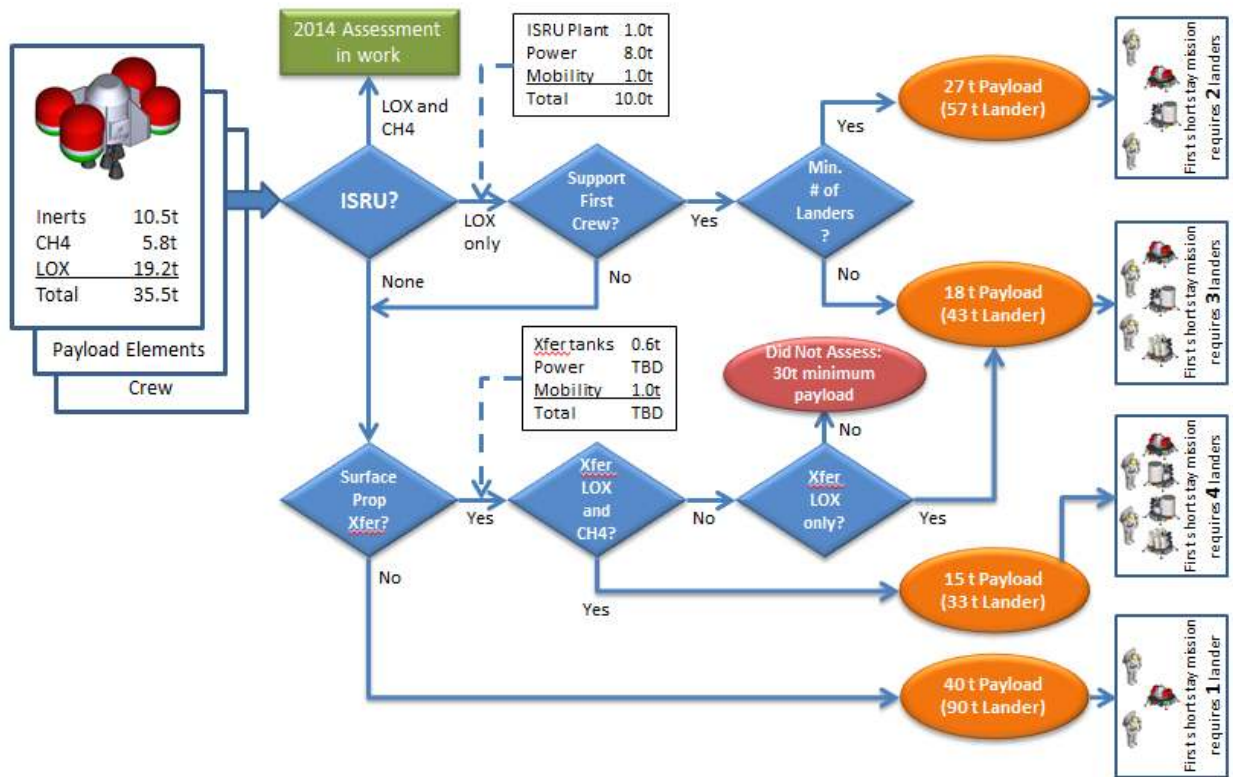 2014 Assessment
in work
ISRU Plant 1.0t
Power 8.0t
Mobility 1.0t
Total 10.0t
LOX and
CH4
27 t Payload
(57 t Lander)
First short stay mission
requires 2 landers
Yes
ISRU?
LOX
only
Support
First
Crew?
Yes
Min.
# of
Landers
?
Inerts 10.5t
CH4 5.8t
LOX 19.2t
Total 35.5t
Payload Elements
Crew
None
No
No
18 t Payload
(43 t Lander)
First short stay mission
requires 3 landers
Xfer tanks 0.6t
Power TBD
Mobility 1.0t
Total TBD
Did Not Assess:
30t minimum
payload
No
Surface
Prop
Xfer?
Yes
Xfer
LOX
and
CH4?
No
Xfer
LOX
only?
Yes
First short stay mission
requires 4 landers
No
Yes
15 t Payload
(33 t Lander)
40 t Payload
(90 t Lander)
First short stay mission
requires 1 lander